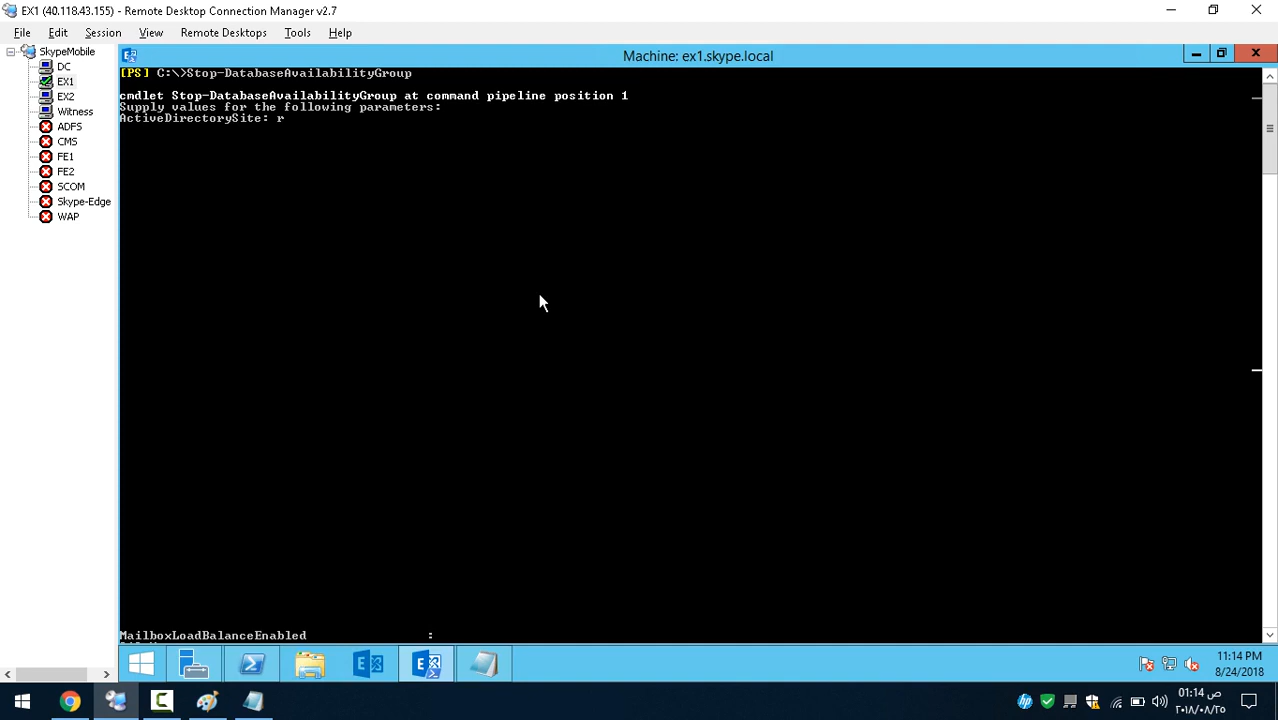 EX1 (40.118.43.155) - Remote Desktop Connection Manager v2.7
File Edit Session View Remote Desktops Tools Help
SkypeMobile
DC
EX1
EX2
Witness
ADFS
CMS
FE1
FE2
SCOM
Skype-Edge
WAP
Machine: ex1.skype.local
[PS] C:\>Stop-DatabaseAvailabilityGroup
cmdlet Stop-DatabaseAvailabilityGroup at command pipeline position 1
Supply values for the following parameters:
ActiveDirectorySite: r
MailboxLoadBalanceEnabled :
11:14 PM
8/24/2018
01:14 ص
٢٠١٨/٠٨/٢٥